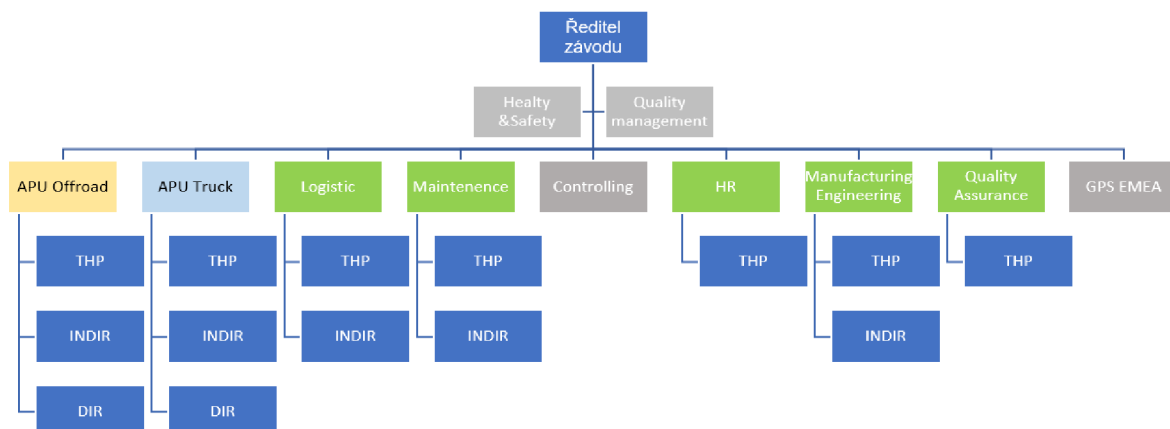 Ředitel
závodu
Healty
&Safety
Quality
management
APU Offroad
APU Truck
Logistic
Maintenence
Controlling
HR
Manufacturing
Engineering
Quality
Assurance
GPS EMEA
THP
THP
THP
THP
THP
THP
THP
INDIR
INDIR
INDIR
INDIR
INDIR
DIR
DIR